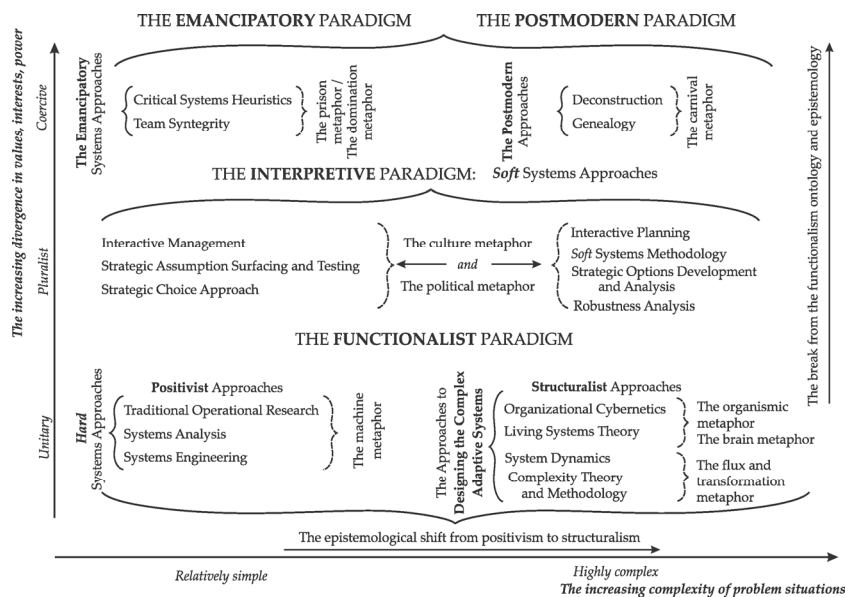 THE EMANCIPATORY PARADIGM
THE POSTMODERN PARADIGM
The increasing divergence in values, interests, power
Coercive
The Emancipatory
Systems Approaches
Critical Systems Heuristics
Team Syntegrity
The prison
metaphor /
The domination
metaphor
The Postmodern
Approaches
Deconstruction
Genealogy
The carnival
metaphor
The break from the functionalism ontology and epistemology
THE INTERPRETIVE PARADIGM: Soft Systems Approaches
Pluralist
Interactive Management
Strategic Assumption Surfacing and Testing
Strategic Choice Approach
The culture metaphor
and
The political metaphor
Interactive Planning
Soft Systems Methodology
Strategic Options Development
and Analysis
Robustness Analysis
THE FUNCTIONALIST PARADIGM
Unitary
Hard
Systems Approaches
Positivist Approaches
Traditional Operational Research
Systems Analysis
Systems Engineering
The machine
metaphor
The Approaches to
Designing the Complex
Adaptive Systems
Structuralist Approaches
Organizational Cybernetics
Living Systems Theory
System Dynamics
Complexity Theory
and Methodology
The organismic
metaphor
The brain metaphor
The flux and
transformation
metaphor
The epistemological shift from positivism to structuralism
Relatively simple
Highly complex
The increasing complexity of problem situations